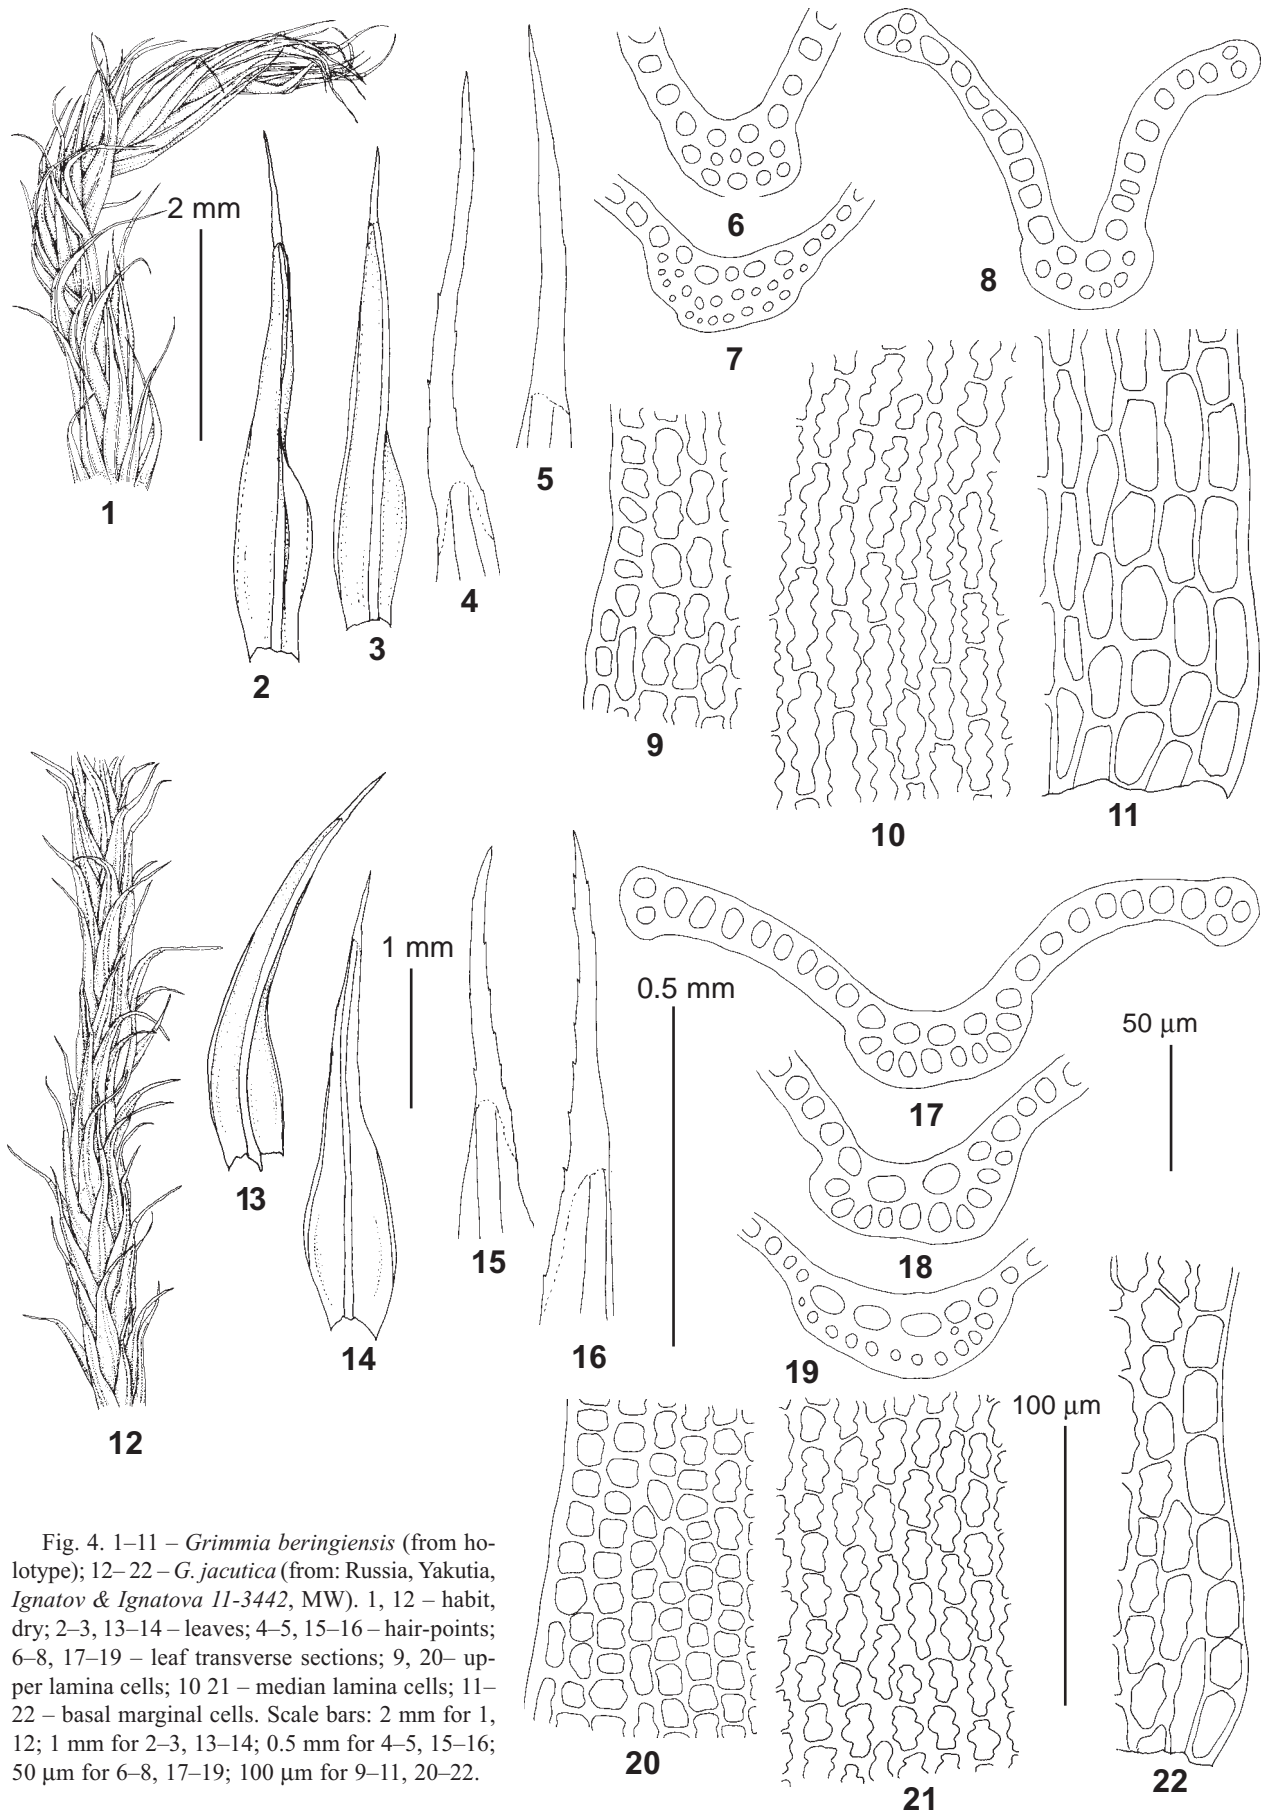 2 mm
1
2
3
4
5
6
7
8
9
10
11
12
13
14
1 mm
15
16
0.5 mm
17
50 μm
18
19
100 μm
20
21
22
Fig. 4. 1–11 – Grimmia beringiensis (from ho-
lotype); 12– 22 – G. jacutica (from: Russia, Yakutia,
Ignatov & Ignatova 11-3442, MW). 1, 12 – habit,
dry; 2–3, 13–14 – leaves; 4–5, 15–16 – hair-points;
6–8, 17–19 – leaf transverse sections; 9, 20– up-
per lamina cells; 10 21 – median lamina cells; 11–
22 – basal marginal cells. Scale bars: 2 mm for 1,
12; 1 mm for 2–3, 13–14; 0.5 mm for 4–5, 15–16;
50 μm for 6–8, 17–19; 100 μm for 9–11, 20–22.